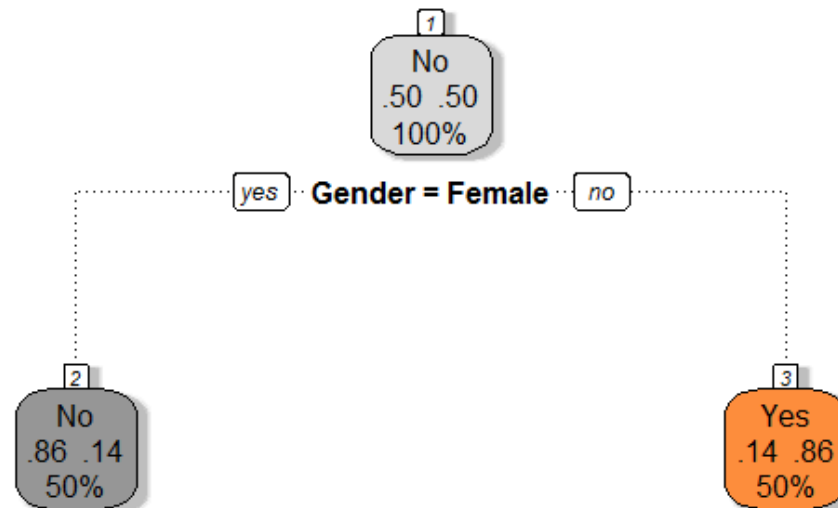 1
No
.50 .50
100%
yes Gender = Female no
2
No
.86 .14
50%
3
Yes
.14 .86
50%